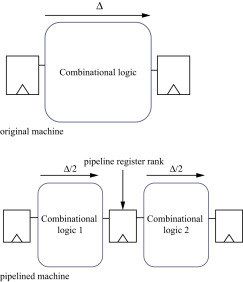 Δ
Combinational logic
original machine
pipeline register rank
Δ/2
Δ/2
Combinational
logic 1
Combinational
logic 2
pipelined machine